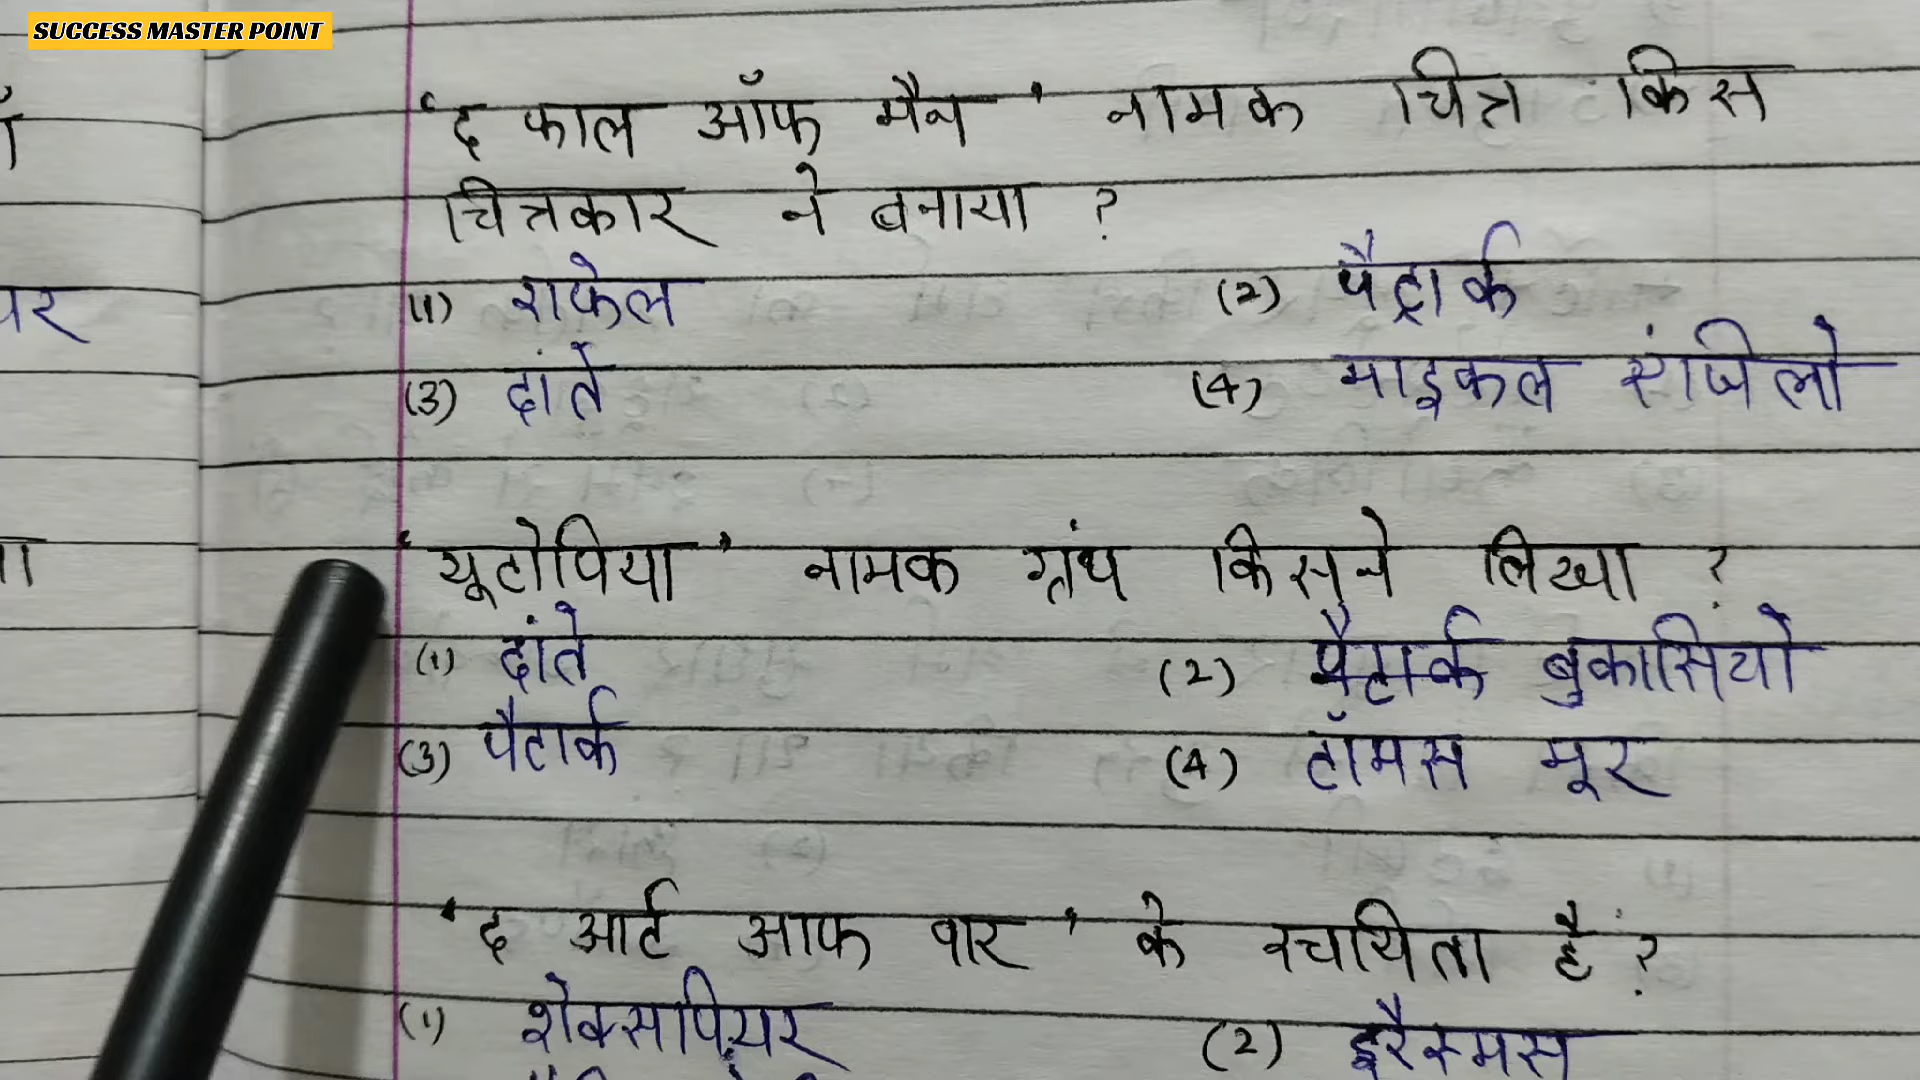 SUCCESS MASTER POINT
'द फाल ऑफ मैन' नामक चित्र किस
चित्रकार ने बनाया ?
(1) राफेल (2) पैट्रार्क
(3) दांते (4) माइकल एंजिलो
'यूटोपिया' नामक ग्रंथ किसने लिखा ?
(1) दांते (2) पैटार्क बुकासियो
(3) पैटार्क (4) टॉमस मूर
'द आर्ट आफ वार' के रचयिता है ?
(1) शेक्सपियर (2) इरैस्मस